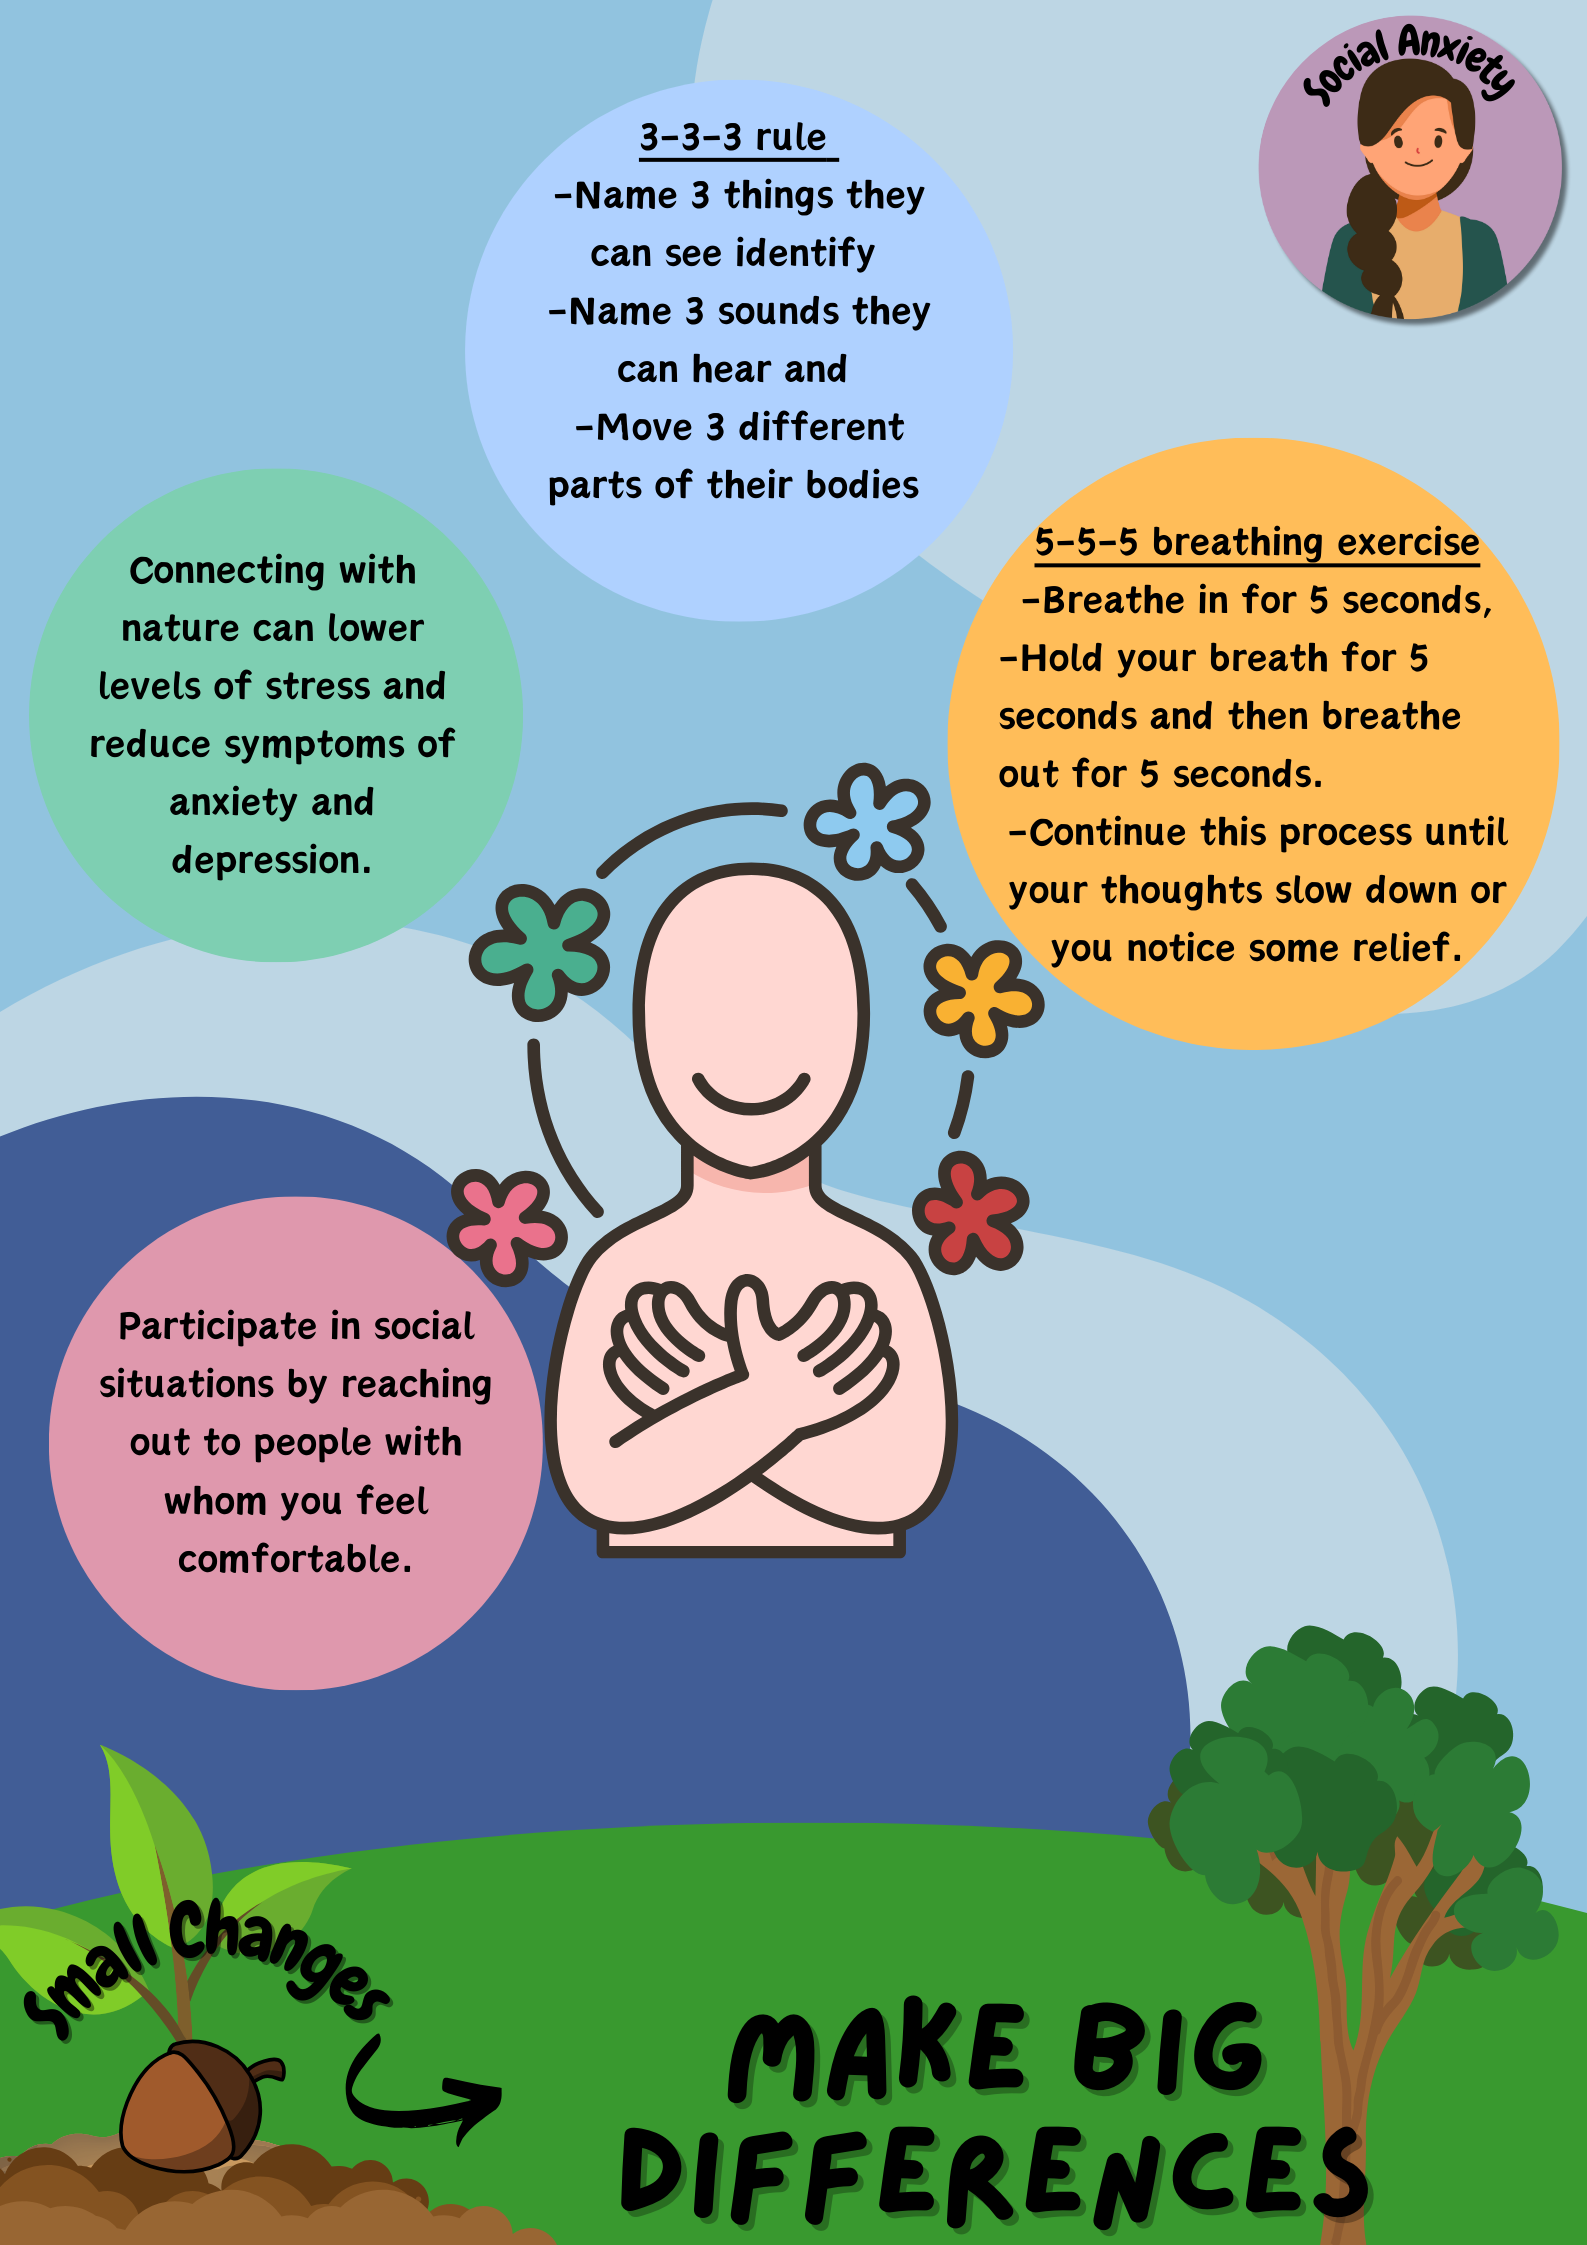 Social Anxiety
3-3-3 rule
-Name 3 things they
can see identify
-Name 3 sounds they
can hear and
-Move 3 different
parts of their bodies
Connecting with
nature can lower
levels of stress and
reduce symptoms of
anxiety and
depression.
5-5-5 breathing exercise
-Breathe in for 5 seconds,
-Hold your breath for 5
seconds and then breathe
out for 5 seconds.
-Continue this process until
your thoughts slow down or
you notice some relief.
Participate in social
situations by reaching
out to people with
whom you feel
comfortable.
Small Changes
MAKE BIG
DIFFERENCES